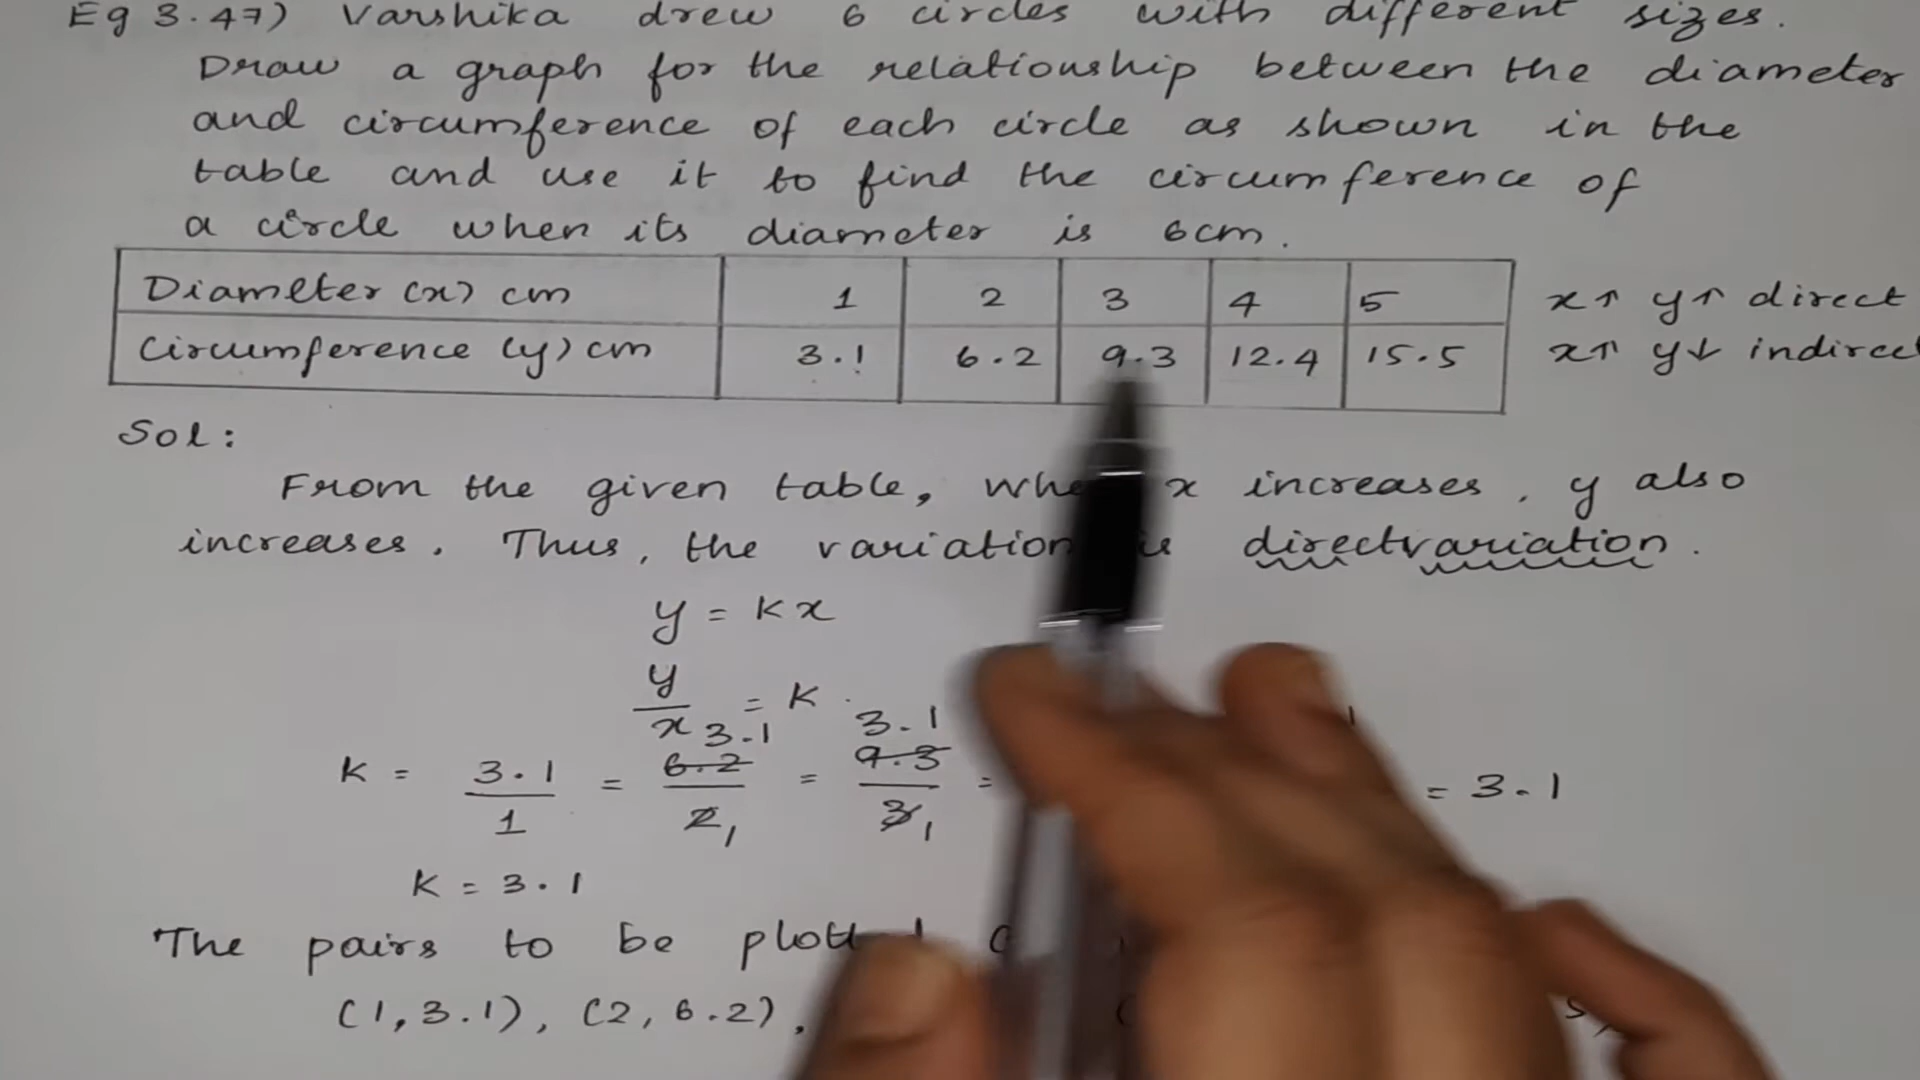 Eg 3.47) Varshika drew 6 circles with different sizes.
Draw a graph for the relationship between the diameter
and circumference of each circle as shown in the
table and use it to find the circumference of
a circle when its diameter is 6cm.
Diameter (x) cm 1 2 3 4 5 x↑ y↑ direct
Circumference (y) cm 3.1 6.2 9.3 12.4 15.5 x↑ y↓
Sol:
From the given table, x increases, y also
increases. Thus, the variation is direct variation.
y = kx
y/x = k
3.1 3.1
K = 3.1/1 = 6.2/2 1 = 9.3/3 1 = = 3.1
K = 3.1
The pairs to be
(1, 3.1), (2, 6.2),